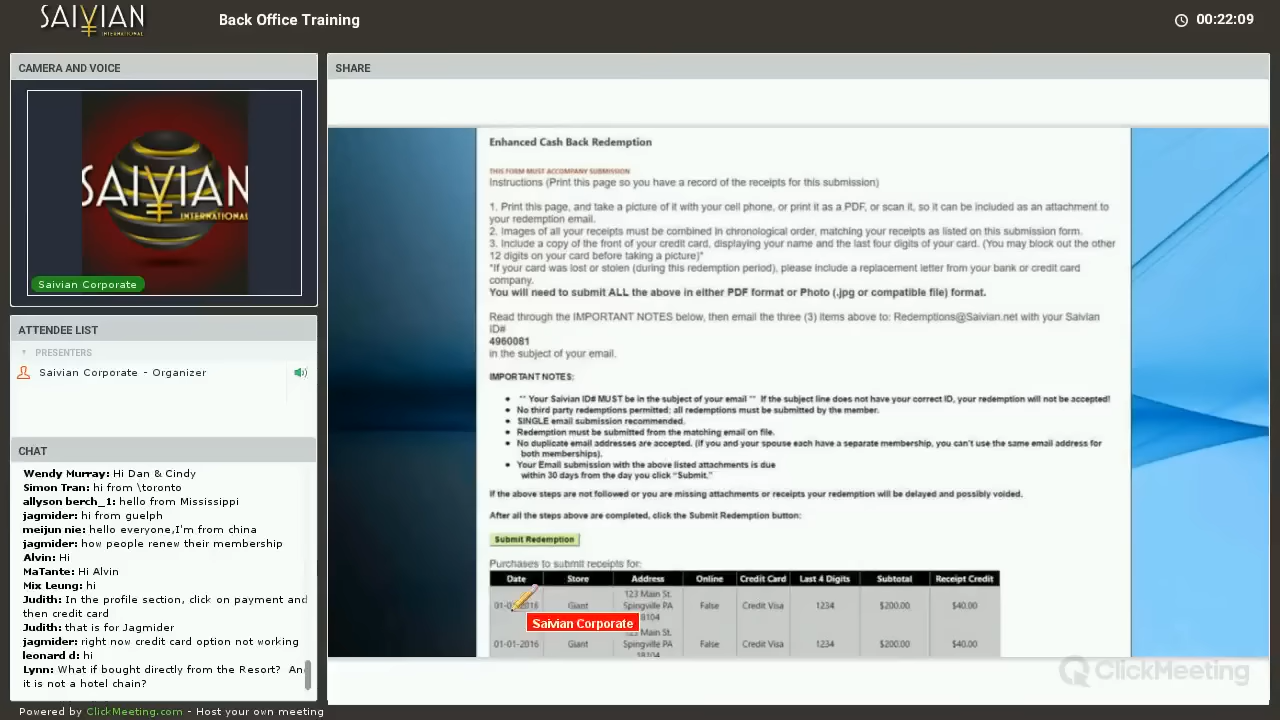 SAIVIAN
INTERNATIONAL
Back Office Training
00:22:09
CAMERA AND VOICE
SAIVIAN
INTERNATIONAL
Saivian Corporate
ATTENDEE LIST
PRESENTERS
Saivian Corporate - Organizer
CHAT
Wendy Murray: Hi Dan & Cindy
Simon Tran: hi from \toronto
allyson berch_1: hello from Mississippi
jagmider: hi from guelph
meijun nie: hello everyone,I'm from china
jagmider: how people renew their membership
Alvin: Hi
MaTante: Hi Alvin
Mix Leung: hi
Judith: In the profile section, click on payment and
then credit card
Judith: that is for Jagmider
jagmider: right now credit card option not working
leonard d: hi
Lynn: What if bought directly from the Resort? And
it is not a hotel chain?
Powered by ClickMeeting.com - Host your own meeting
SHARE
Enhanced Cash Back Redemption
THIS FORM MUST ACCOMPANY SUBMISSION
Instructions (Print this page so you have a record of the receipts for this submission)
1. Print this page, and take a picture of it with your cell phone, or print it as a PDF, or scan it, so it can be included as an attachment to
your redemption email.
2. Images of all your receipts must be combined in chronological order, matching your receipts as listed on this submission form.
3. Include a copy of the front of your credit card, displaying your name and the last four digits of your card. (You may block out the other
12 digits on your card before taking a picture)"
"If your card was lost or stolen (during this redemption period), please include a replacement letter from your bank or credit card
company.
You will need to submit ALL the above in either PDF format or Photo (.jpg or compatible file) format.
Read through the IMPORTANT NOTES below, then email the three (3) items above to: Redemptions@Saivian.net with your Saivian
ID#
4960081
in the subject of your email.
IMPORTANT NOTES:
• ** Your Saivian ID# MUST be in the subject of your email ** If the subject line does not have your correct ID, your redemption will not be accepted!
• No third party redemptions permitted; all redemptions must be submitted by the member.
• SINGLE email submission recommended.
• Redemption must be submitted from the matching email on file.
• No duplicate email addresses are accepted. (if you and your spouse each have a separate membership, you can't use the same email address for
both memberships).
• Your Email submission with the above listed attachments is due
within 30 days from the day you click "Submit."
If the above steps are not followed or you are missing attachments or receipts your redemption will be delayed and possibly voided.
After all the steps above are completed, click the Submit Redemption button:
Submit Redemption
Purchases to submit receipts for:
Date Store Address Online Credit Card Last 4 Digits Subtotal Receipt Credit
123 Main St.
Giant Spingville PA False Credit Visa 1234 $200.00 $40.00
18104
Saivian Corporate
Main St.
01-01-2016 Giant Spingville PA False Credit Visa 1234 $200.00 $40.00
18104
ClickMeeting